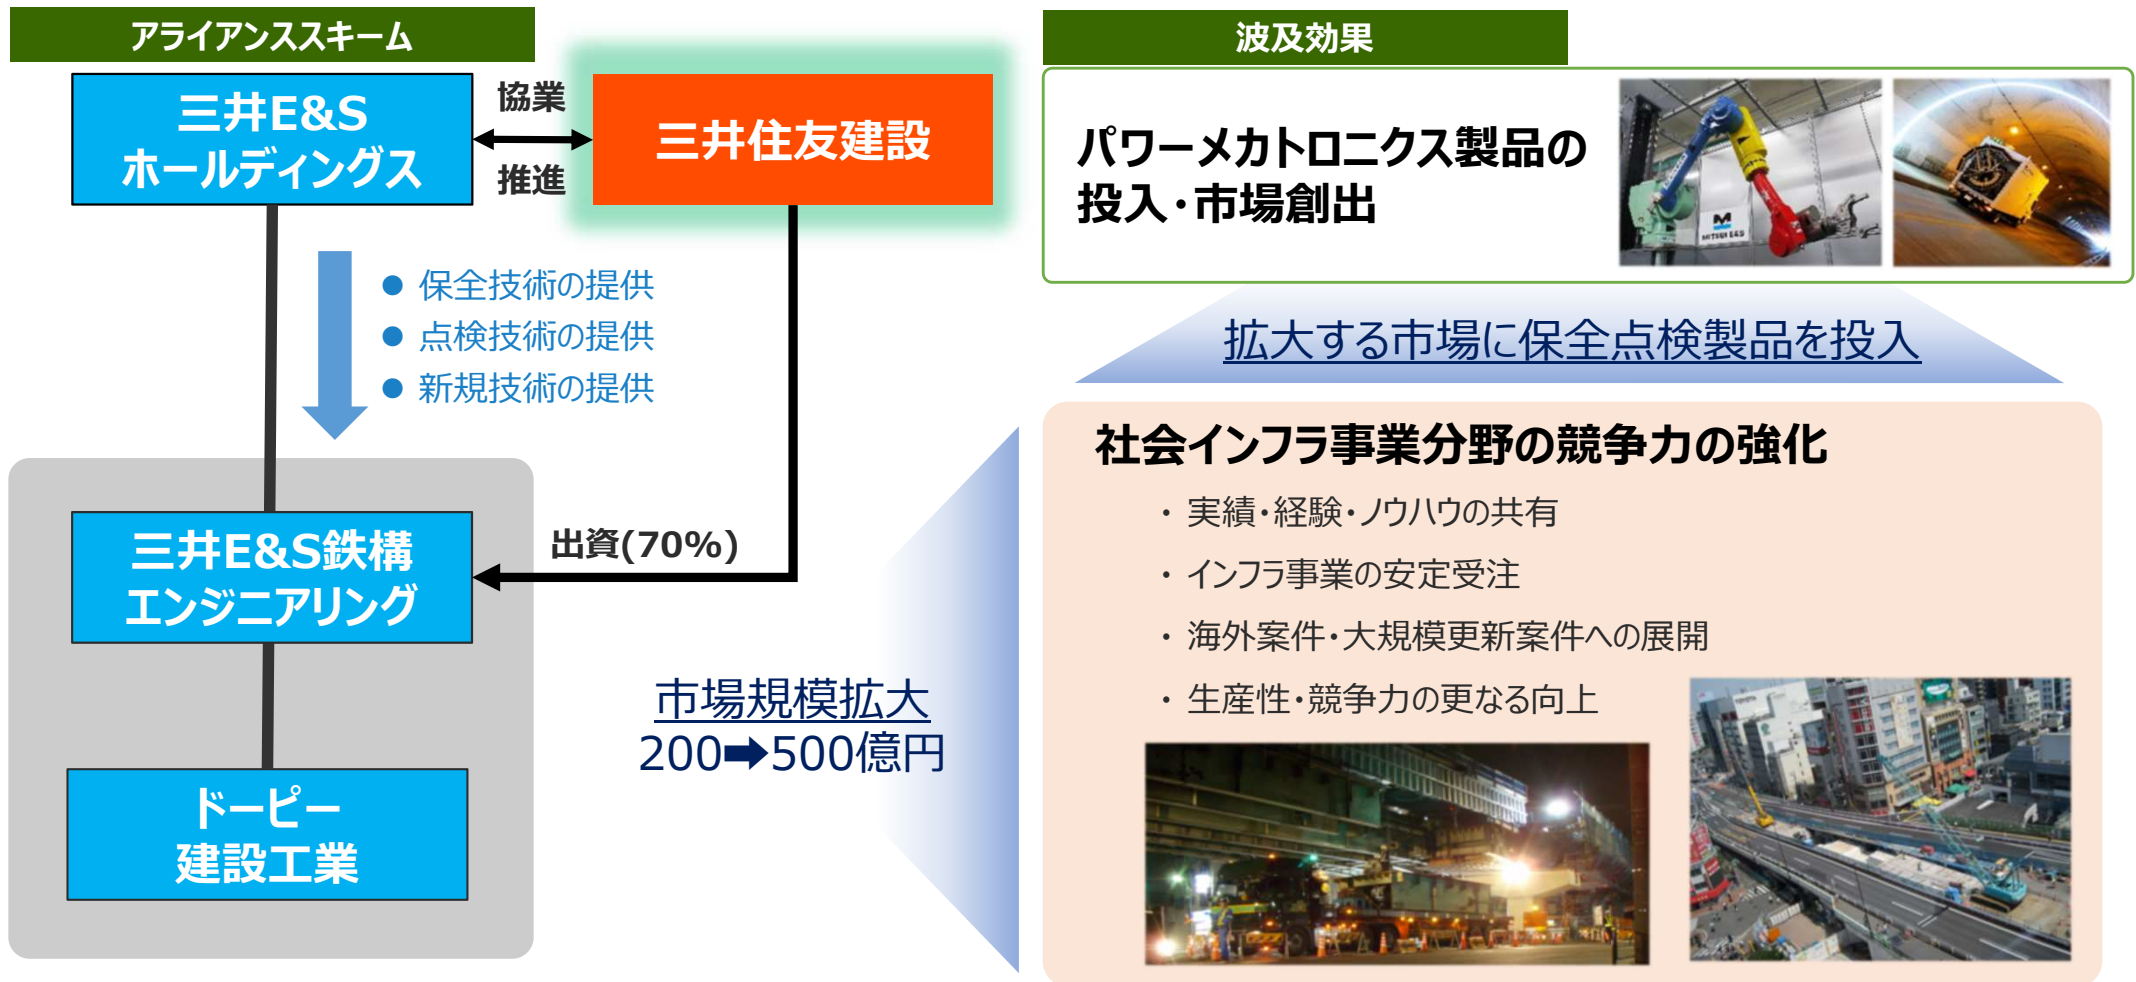 アライアンススキーム
三井E&S
ホールディングス
協業
推進
三井住友建設
● 保全技術の提供
● 点検技術の提供
● 新規技術の提供
三井E&S鉄構
エンジニアリング
出資(70%)
ドーピー
建設工業
市場規模拡大
200➡500億円
波及効果
パワーメカトロニクス製品の
投入・市場創出
MITSUI E&S
拡大する市場に保全点検製品を投入
社会インフラ事業分野の競争力の強化
・ 実績・経験・ノウハウの共有
・ インフラ事業の安定受注
・ 海外案件・大規模更新案件への展開
・ 生産性・競争力の更なる向上